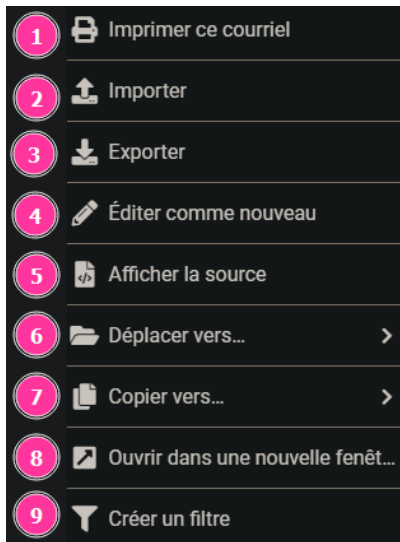 1 Imprimer ce courriel
2 Importer
3 Exporter
4 Éditer comme nouveau
5 Afficher la source
6 Déplacer vers...
7 Copier vers...
8 Ouvrir dans une nouvelle fenêt...
9 Créer un filtre